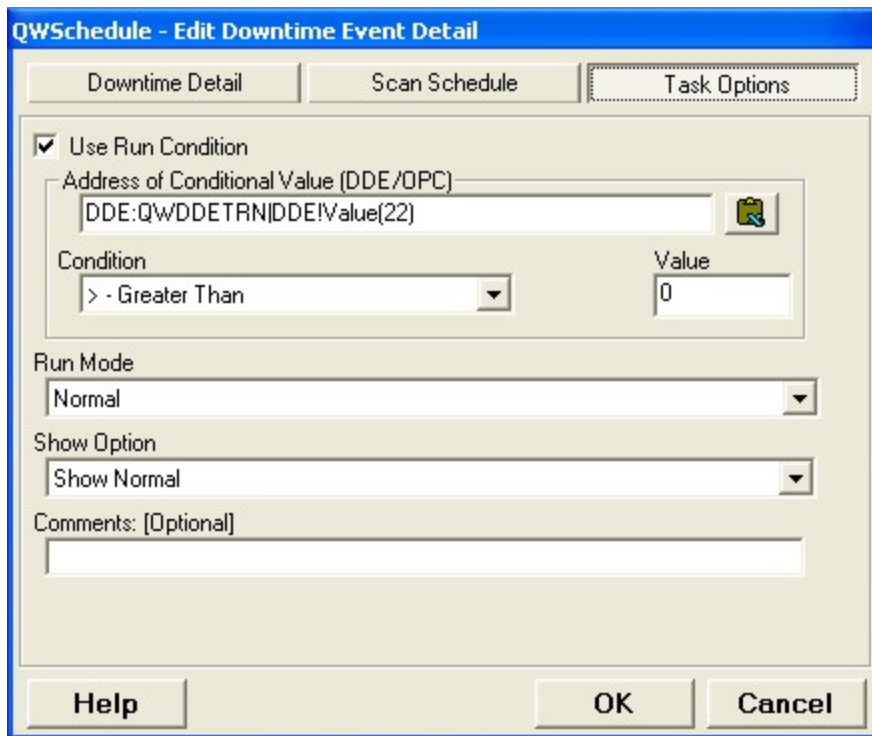 QWSchedule - Edit Downtime Event Detail
Downtime Detail Scan Schedule Task Options
Use Run Condition
Address of Conditional Value (DDE/OPC)
DDE:QWDDETRN|DDE!Value(22)
Condition Value
> - Greater Than 0
Run Mode
Normal
Show Option
Show Normal
Comments: [Optional]
Help OK Cancel